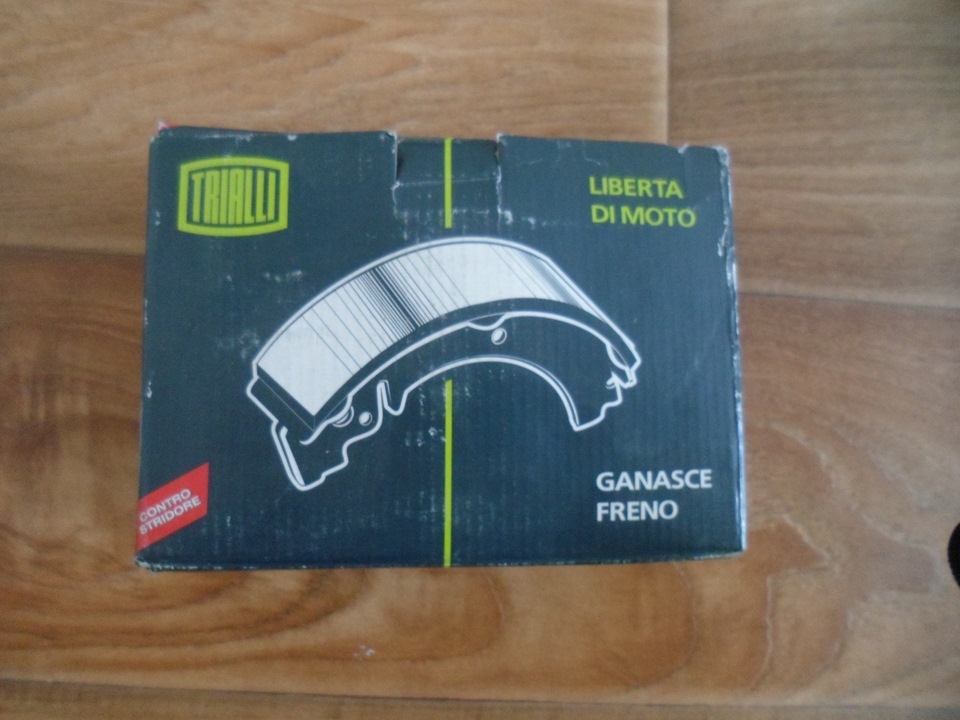 TRIALLI
LIBERTA
DI MOTO
GANASCE
FRENO
CONTRO
STRIDORE